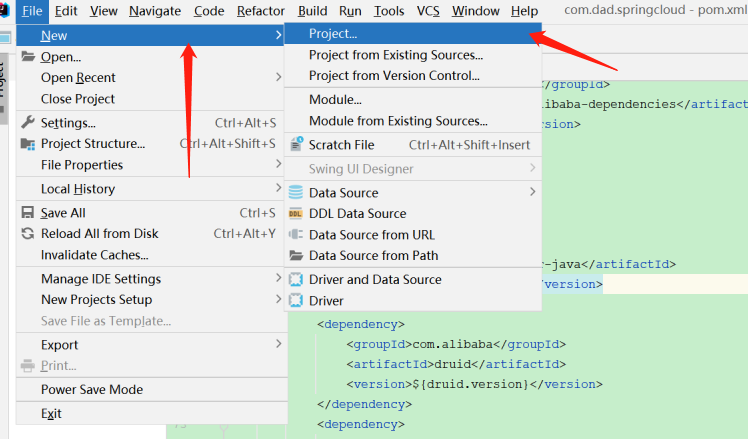 File Edit View Navigate Code Refactor Build Run Tools VCS Window Help com.dad.springcloud - pom.xml
New
Open...
Open Recent
Close Project
Settings... Ctrl+Alt+S
Project Structure... Ctrl+Alt+Shift+S
File Properties
Local History
Save All Ctrl+S
Reload All from Disk Ctrl+Alt+Y
Invalidate Caches...
Manage IDE Settings
New Projects Setup
Save File as Template...
Export
Print...
Power Save Mode
Exit
Project...
Project from Existing Sources...
Project from Version Control...
Module...
Module from Existing Sources...
Scratch File Ctrl+Alt+Shift+Insert
Swing UI Designer
Data Source
DDL Data Source
Data Source from URL
Data Source from Path
Driver and Data Source
Driver
Project
</groupId>
libaba-dependencies</artifact
sion>
r-java</artifactId>
/version>
<dependency>
<groupId>com.alibaba</groupId>
<artifactId>druid</artifactId>
<version>${druid.version}</version>
</dependency>
<dependency>